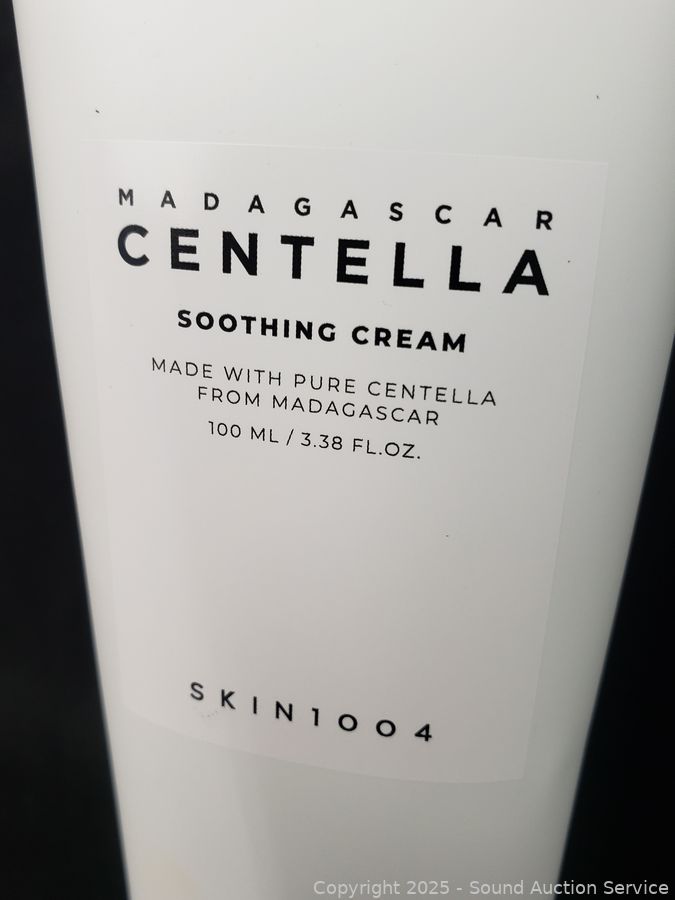 MADAGASCAR
CENTELLA
SOOTHING CREAM
MADE WITH PURE CENTELLA
FROM MADAGASCAR
100 ML / 3.38 FL.OZ.
SKIN1004
Copyright 2025 - Sound Auction Service